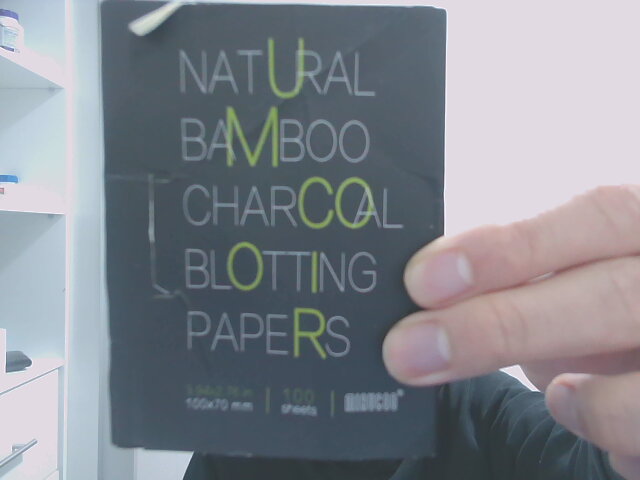 NATURAL
BAMBOO
CHARCOAL
BLOTTING
PAPERS
100x70 mm
100
sheets